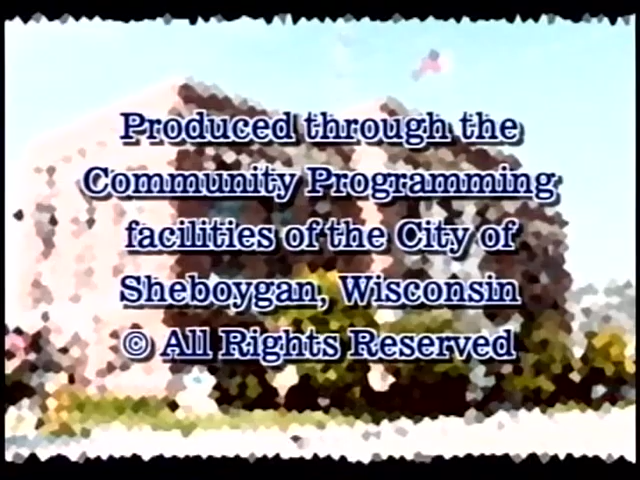 Produced through the
Community Programming
facilities of the City of
Sheboygan, Wisconsin
© All Rights Reserved